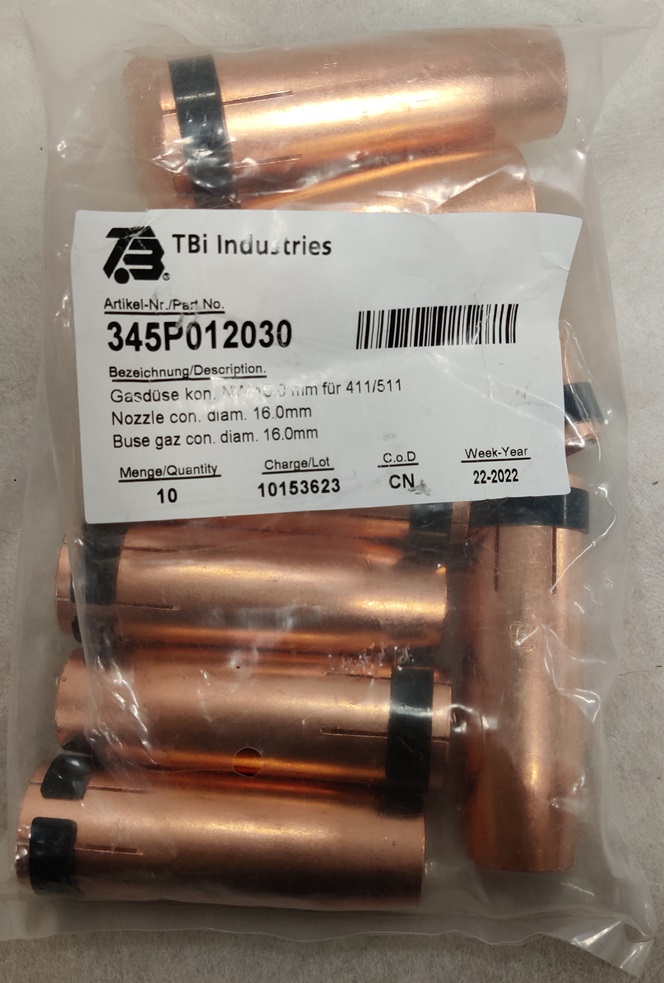 TBi Industries
Artikel-Nr./Part No.
345P012030
Bezeichnung/Description.
Gasdüse kon. mm für 411/511
Nozzle con. diam. 16.0mm
Buse gaz con. diam. 16.0mm
Menge/Quantity Charge/Lot C.o.D Week-Year
10 10153623 CN 22-2022